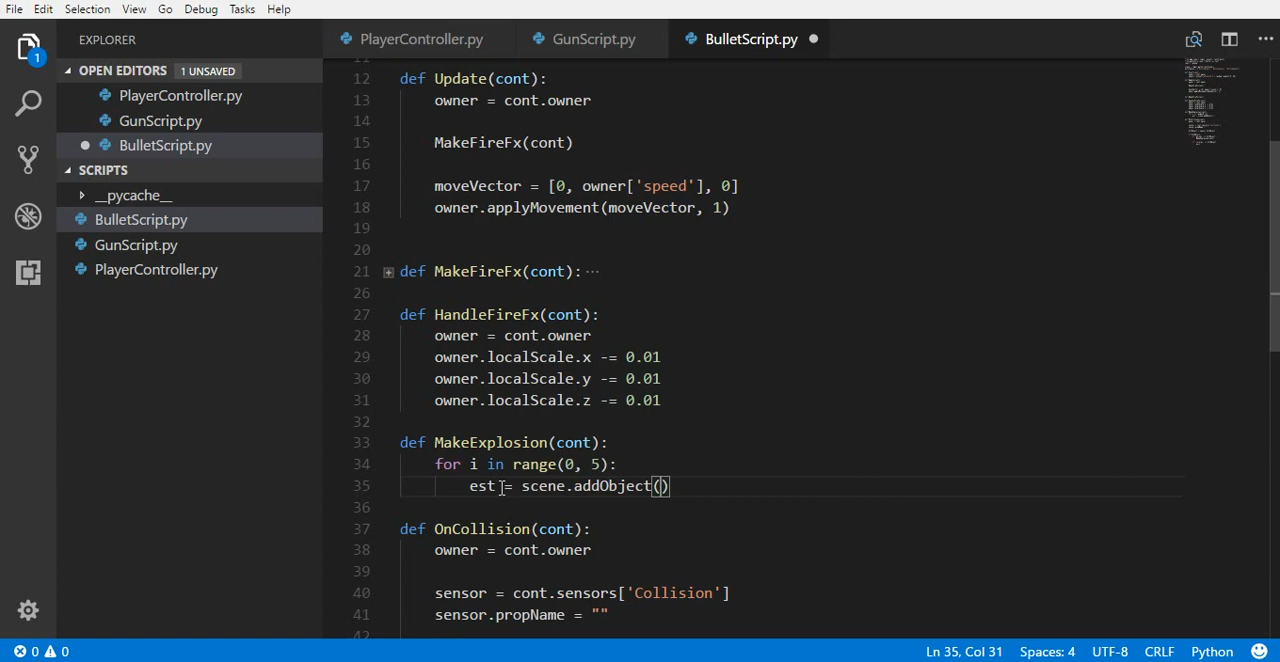 File Edit Selection View Go Debug Tasks Help
EXPLORER
PlayerController.py GunScript.py BulletScript.py
1
OPEN EDITORS 1 UNSAVED
PlayerController.py
GunScript.py
BulletScript.py
SCRIPTS
__pycache__
BulletScript.py
GunScript.py
PlayerController.py
11
12 def Update(cont):
13 owner = cont.owner
14
15 MakeFireFx(cont)
16
17 moveVector = [0, owner['speed'], 0]
18 owner.applyMovement(moveVector, 1)
19
20
21 def MakeFireFx(cont): ...
26
27 def HandleFireFx(cont):
28 owner = cont.owner
29 owner.localScale.x -= 0.01
30 owner.localScale.y -= 0.01
31 owner.localScale.z -= 0.01
32
33 def MakeExplosion(cont):
34 for i in range(0, 5):
35 est = scene.addObject()
36
37 def OnCollision(cont):
38 owner = cont.owner
39
40 sensor = cont.sensors['Collision']
41 sensor.propName = ""
42
0 0 Ln 35, Col 31 Spaces: 4 UTF-8 CRLF Python